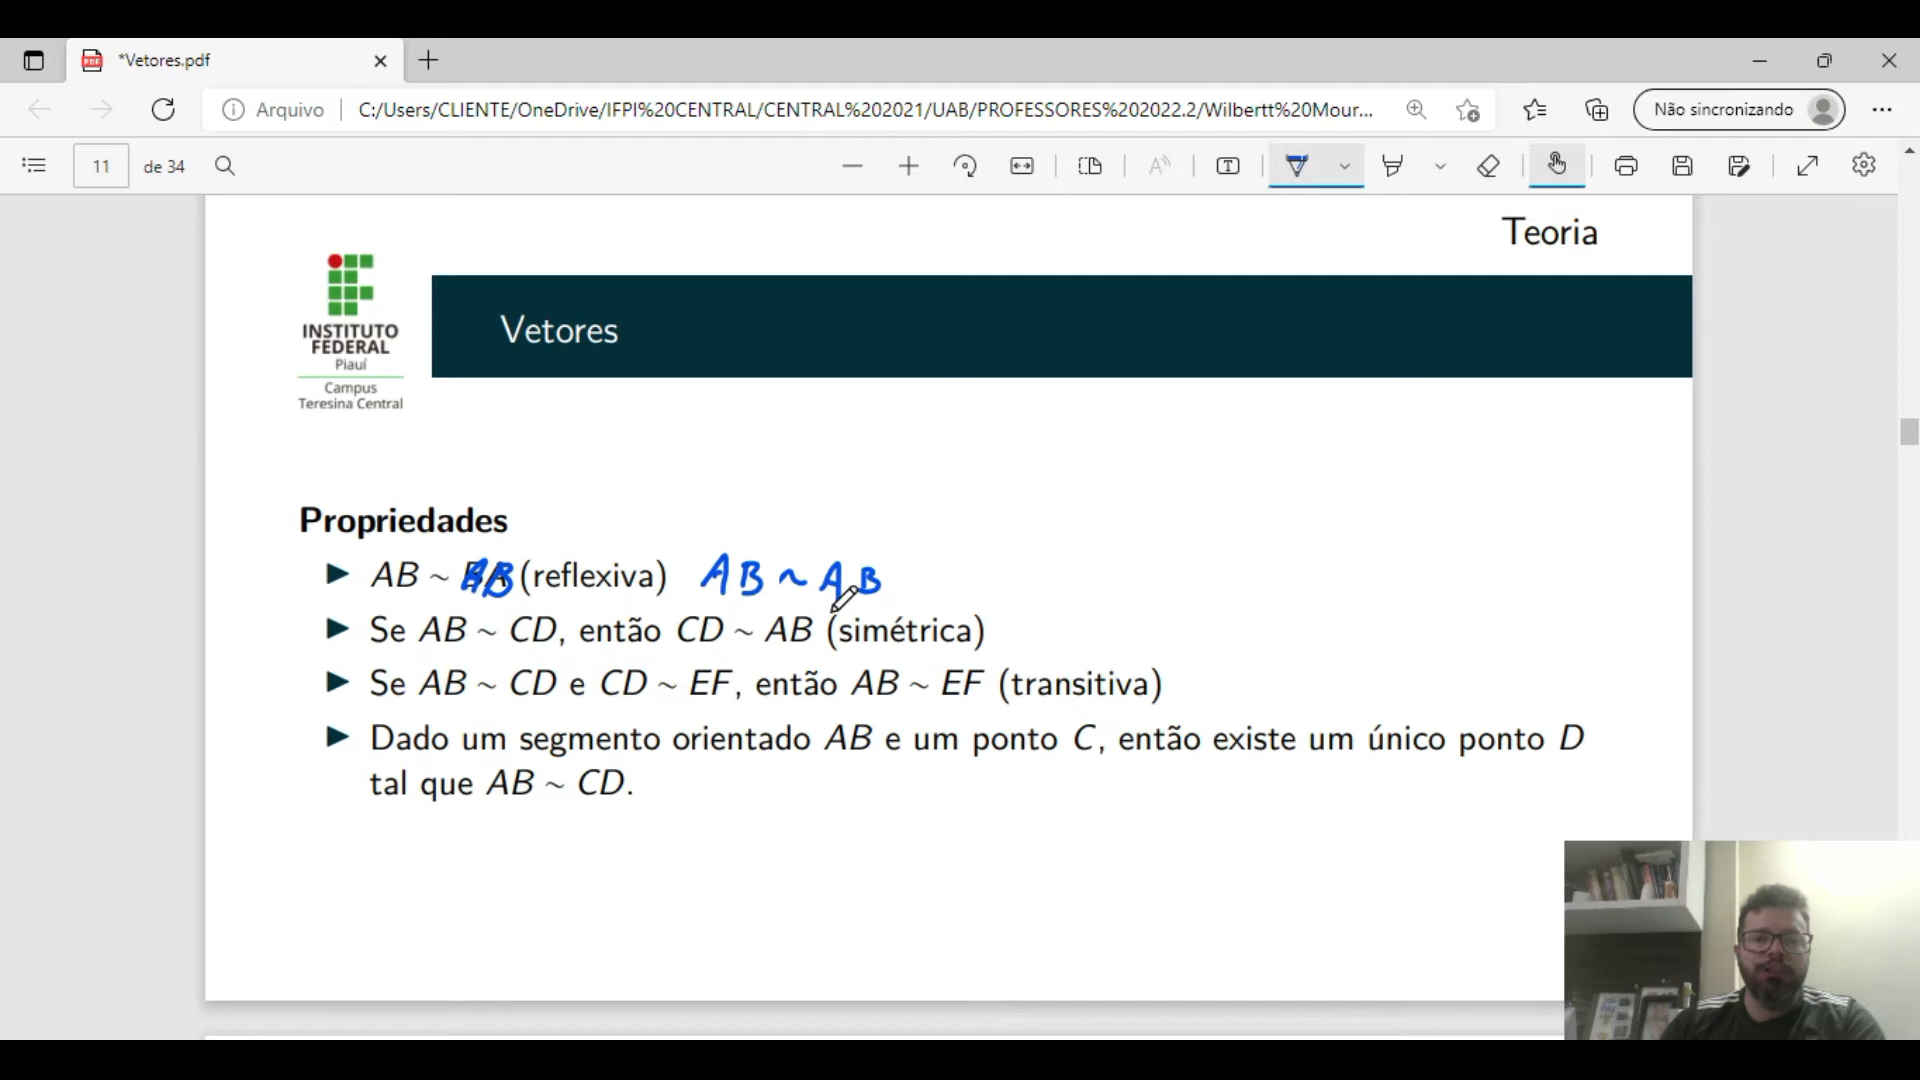 *Vetores.pdf
Arquivo C:/Users/CLIENTE/OneDrive/IFPI%20CENTRAL/CENTRAL%202021/UAB/PROFESSORES%202022.2/Wilbertt%20Mour... Não sincronizando
11 de 34
Teoria
INSTITUTO
FEDERAL
Piauí
Campus
Teresina Central
Vetores
Propriedades
▶ AB ~ AB (reflexiva) AB ~ AB
▶ Se AB ~ CD, então CD ~ AB (simétrica)
▶ Se AB ~ CD e CD ~ EF, então AB ~ EF (transitiva)
▶ Dado um segmento orientado AB e um ponto C, então existe um único ponto D
tal que AB ~ CD.